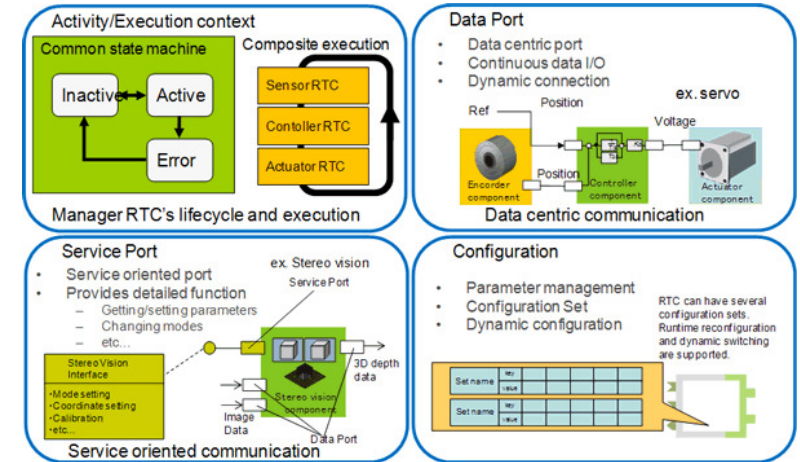 Activity/Execution context
Common state machine
Composite execution
Inactive
Active
Error
Sensor RTC
Contoller RTC
Actuator RTC
Manager RTC's lifecycle and execution
Data Port
• Data centric port
• Continuous data I/O
• Dynamic connection
ex. servo
Ref
Position
Voltage
Position
Encorder
component
Controller
component
Actuator
component
Data centric communication
Service Port
• Service oriented port
• Provides detailed function
– Getting/setting parameters
– Changing modes
– etc...
ex. Stereo vision
Service Port
Stereo Vision
Interface
•Mode setting
•Coordinate setting
•Calibration
•etc...
3D depth
data
Stereo vision
component
Image
Data
Data Port
Service oriented communication
Configuration
• Parameter management
• Configuration Set
• Dynamic configuration
RTC can have several
configuration sets.
Runtime reconfiguration
and dynamic switching
are supported.
Set name
key
value
Set name
key
value